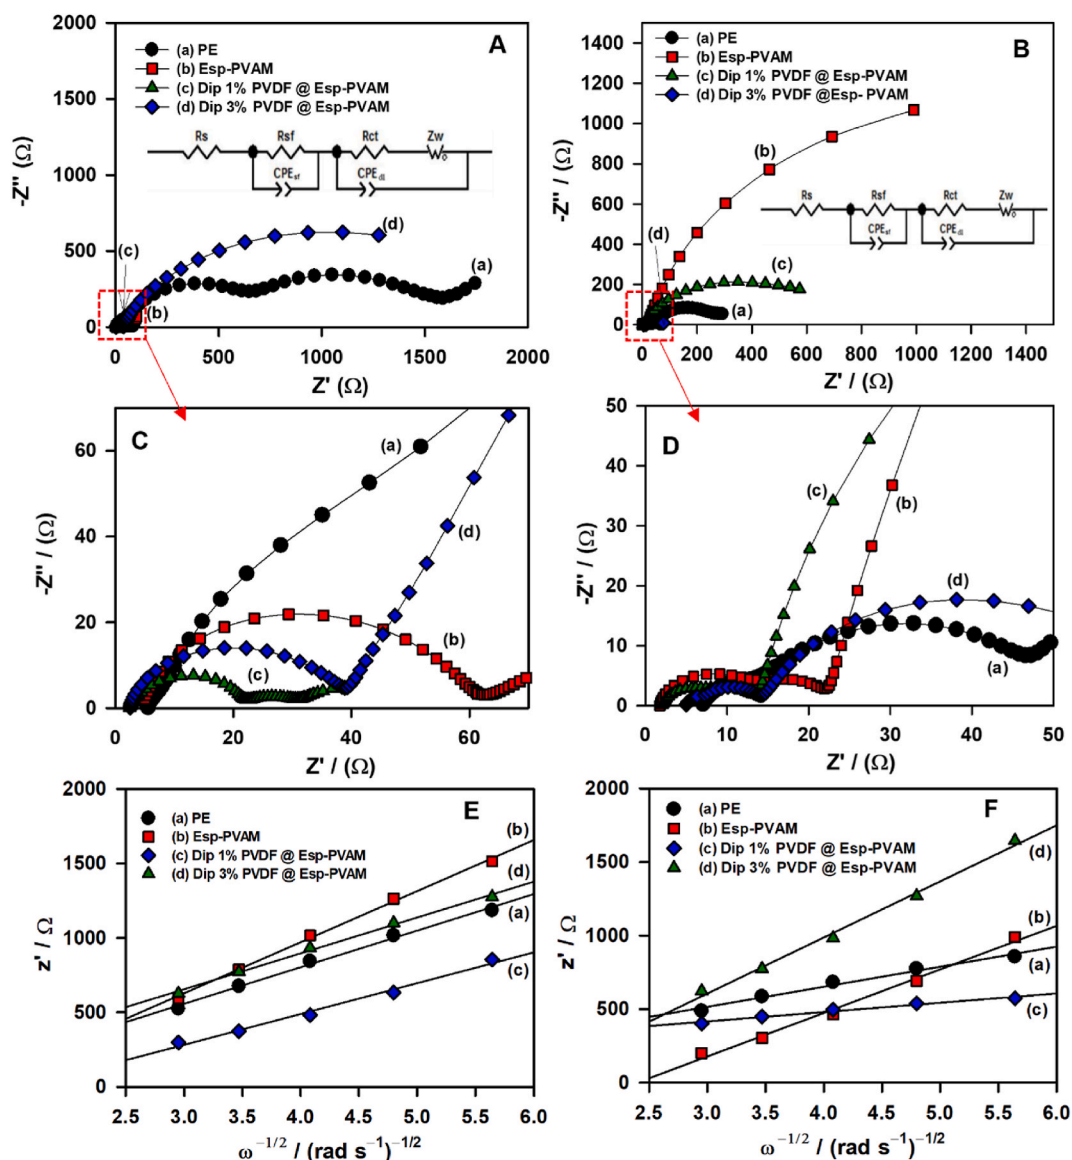 A
(a) PE
(b) Esp-PVAM
(c) Dip 1% PVDF @ Esp-PVAM
(d) Dip 3% PVDF @ Esp-PVAM
Rs Rsf Rct Zw
o
CPEsf CPEdl
(c)
(d)
(a)
(b)
-Z'' (Ω)
2000
1500
1000
500
0
0 500 1000 1500 2000
Z' (Ω)
B
(a) PE
(b) Esp-PVAM
(c) Dip 1% PVDF @ Esp-PVAM
(d) Dip 3% PVDF @Esp- PVAM
(b)
Rs Rsf Rct Zw
o
CPEsf CPEdl
(d)
(c)
(a)
-Z'' / (Ω)
1400
1200
1000
800
600
400
200
0
0 200 400 600 800 1000 1200 1400
Z' / (Ω)
C
(a)
(d)
(b)
(c)
-Z'' / (Ω)
60
40
20
0
0 20 40 60
Z' / (Ω)
D
(c)
(b)
(d)
(a)
-Z'' / (Ω)
50
40
30
20
10
0
0 10 20 30 40 50
Z' / (Ω)
E
(a) PE
(b) Esp-PVAM
(c) Dip 1% PVDF @ Esp-PVAM
(d) Dip 3% PVDF @ Esp-PVAM
(b)
(d)
(a)
(c)
z' / Ω
2000
1500
1000
500
0
2.5 3.0 3.5 4.0 4.5 5.0 5.5 6.0
ω−1/2 / (rad s−1)−1/2
F
(a) PE
(b) Esp-PVAM
(c) Dip 1% PVDF @ Esp-PVAM
(d) Dip 3% PVDF @ Esp-PVAM
(d)
(b)
(a)
(c)
z' / Ω
2000
1500
1000
500
0
2.5 3.0 3.5 4.0 4.5 5.0 5.5 6.0
ω−1/2 / (rad s−1)−1/2